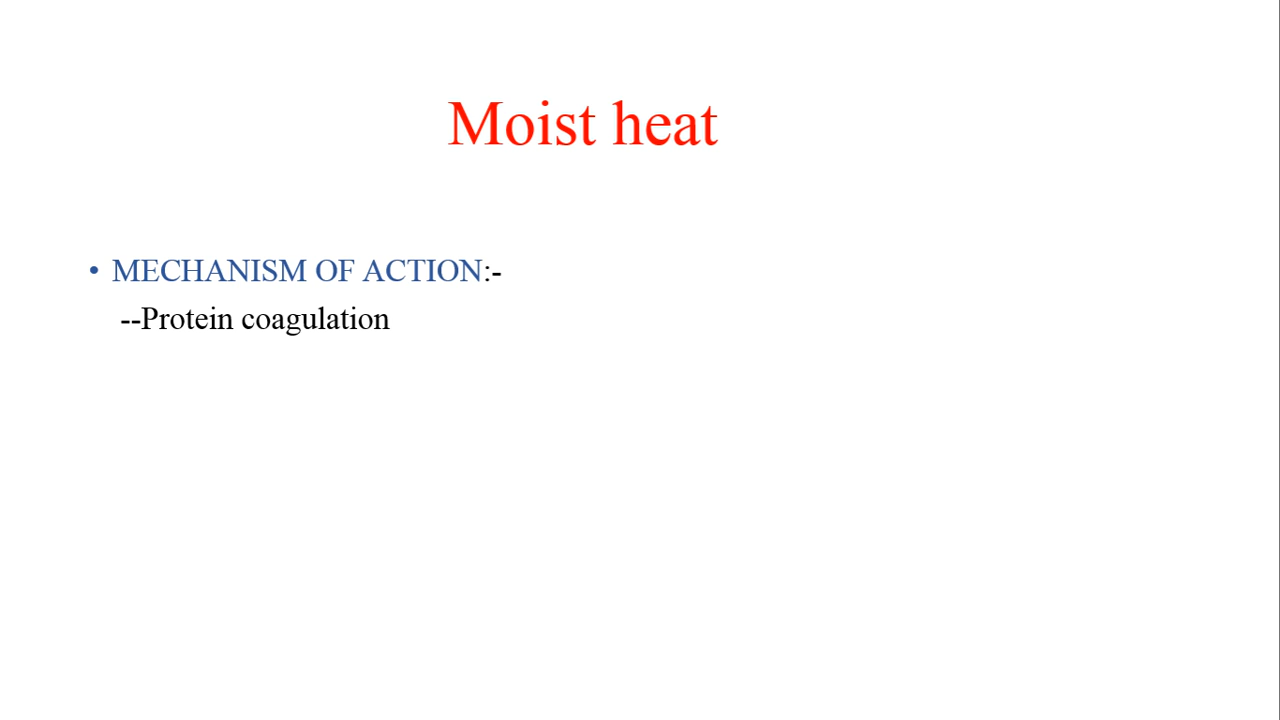 Moist heat
• MECHANISM OF ACTION:-
--Protein coagulation